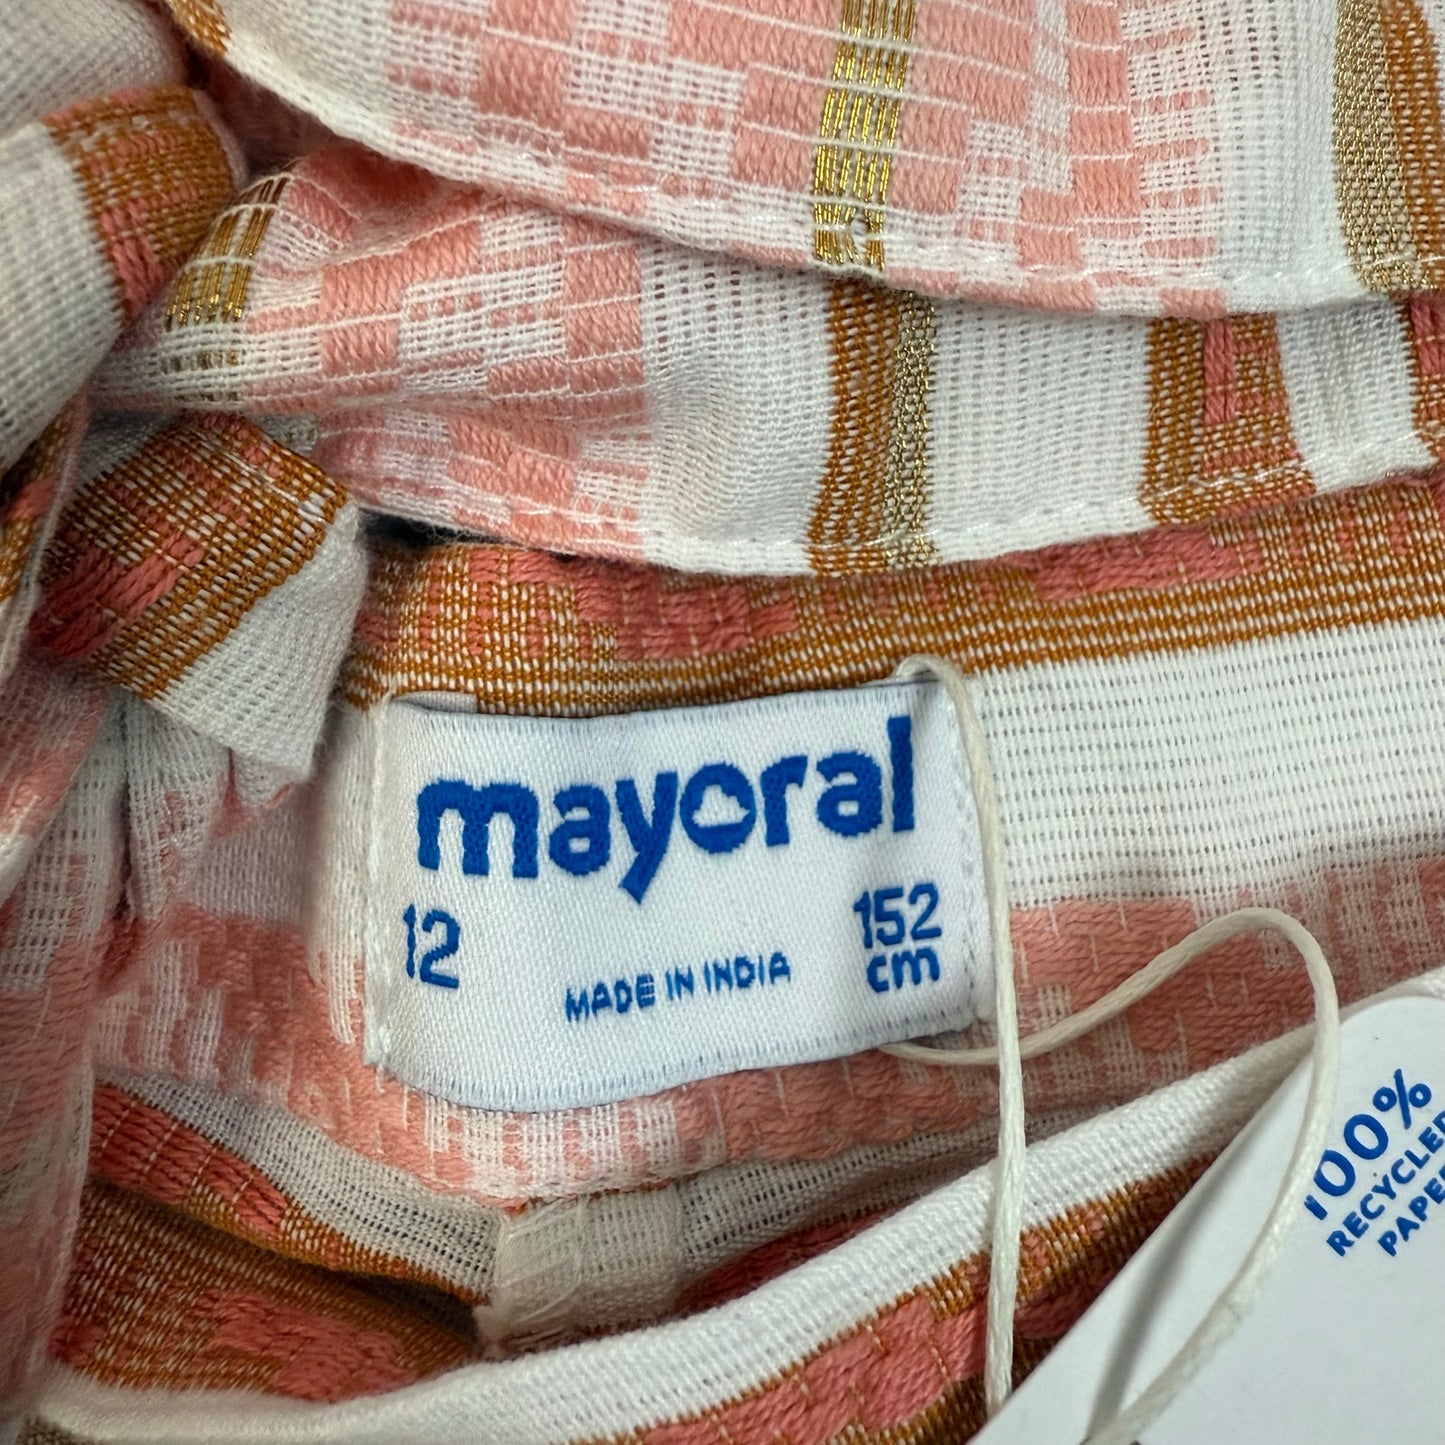 mayoral
12
152
cm
MADE IN INDIA
100%
RECYCLED
PAPER